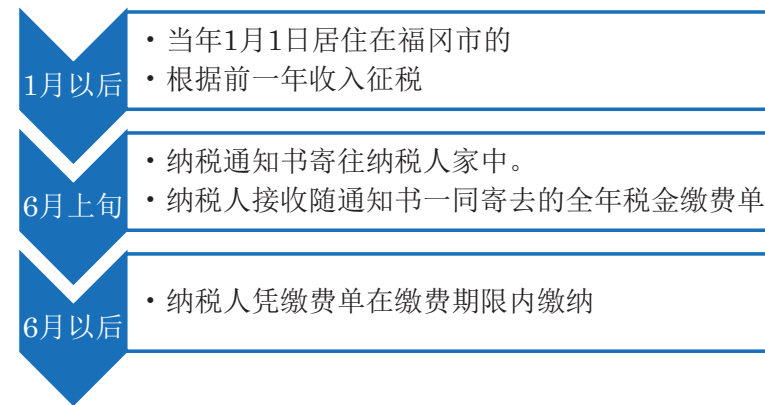 1月以后
・当年1月1日居住在福冈市的
・根据前一年收入征税
6月上旬
・纳税通知书寄往纳税人家中。
・纳税人接收随通知书一同寄去的全年税金缴费单
6月以后
・纳税人凭缴费单在缴费期限内缴纳